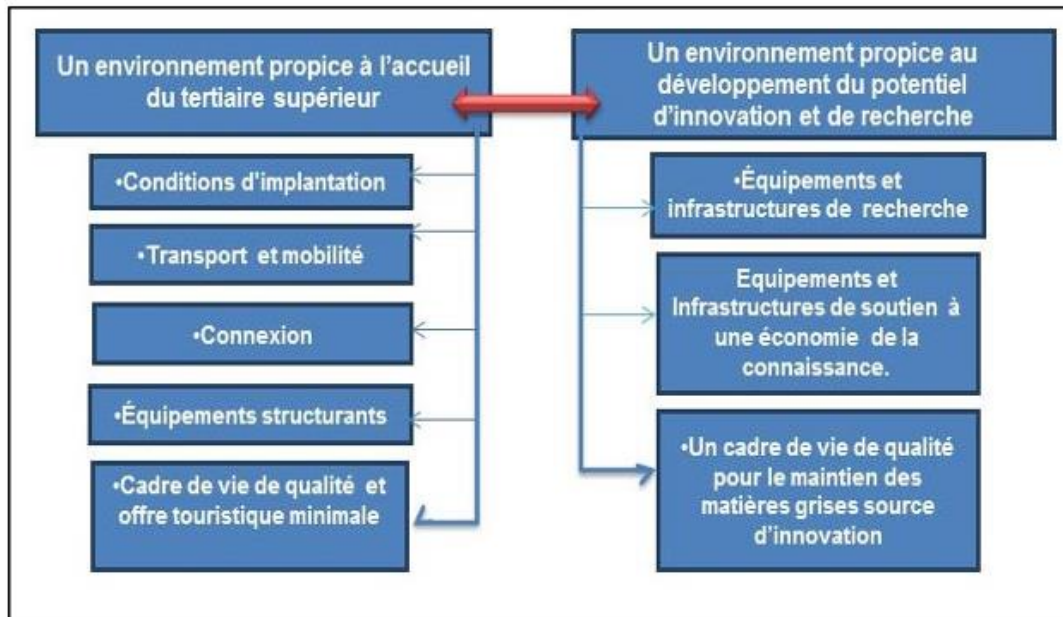 Un environnement propice à l'accueil
du tertiaire supérieur
•Conditions d'implantation
•Transport et mobilité
•Connexion
•Équipements structurants
•Cadre de vie de qualité et
offre touristique minimale
Un environnement propice au
développement du potentiel
d'innovation et de recherche
•Équipements et
infrastructures de recherche
Equipements et
Infrastructures de soutien à
une économie de la
connaissance.
•Un cadre de vie de qualité
pour le maintien des
matières grises source
d'innovation